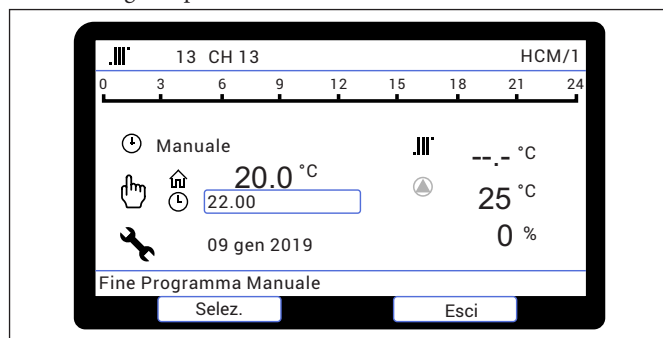 13 CH 13 HCM/1
0 3 6 9 12 15 18 21 24
Manuale
--.- °C
20.0 °C
22.00
25 °C
09 gen 2019
0 %
Fine Programma Manuale
Selez. Esci